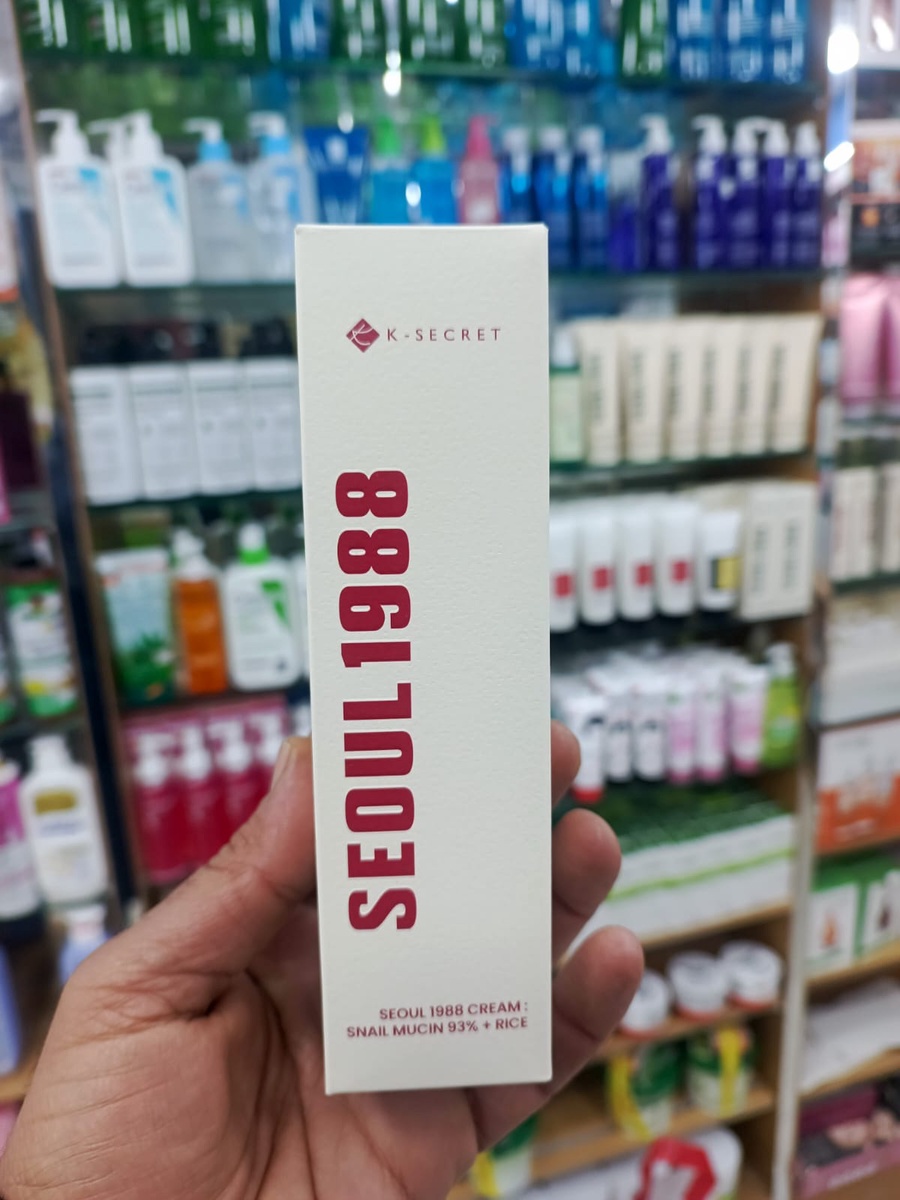 K-SECRET
SEOUL1988
SEOUL 1988 CREAM :
SNAIL MUCIN 93% + RICE